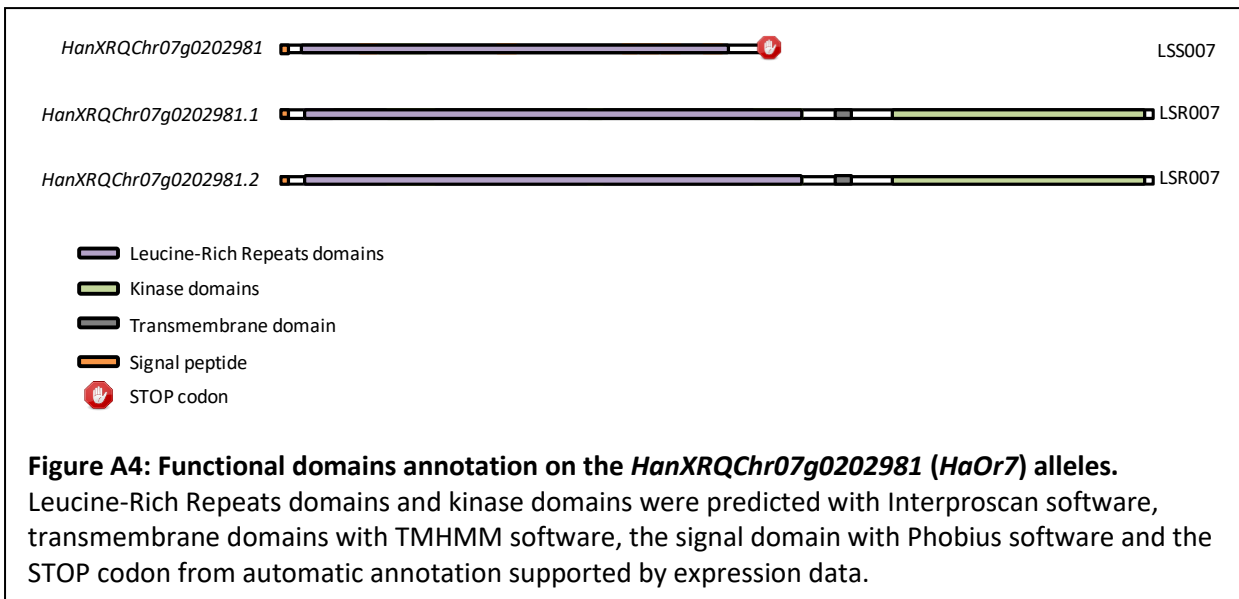 HanXRQChr07g0202981 LSS007
HanXRQChr07g0202981.1 LSR007
HanXRQChr07g0202981.2 LSR007
Leucine-Rich Repeats domains
Kinase domains
Transmembrane domain
Signal peptide
STOP codon
Figure A4: Functional domains annotation on the HanXRQChr07g0202981 (HaOr7) alleles.
Leucine-Rich Repeats domains and kinase domains were predicted with Interproscan software,
transmembrane domains with TMHMM software, the signal domain with Phobius software and the
STOP codon from automatic annotation supported by expression data.